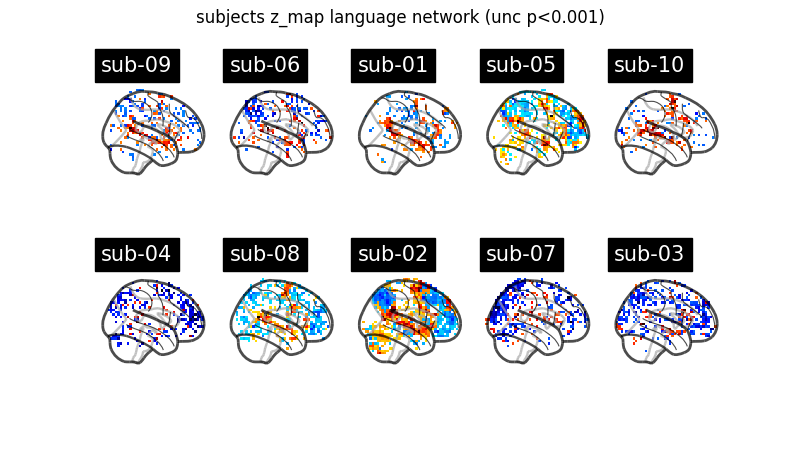 subjects z_map language network (unc p<0.001)
sub-09 sub-06 sub-01 sub-05 sub-10
sub-04 sub-08 sub-02 sub-07 sub-03